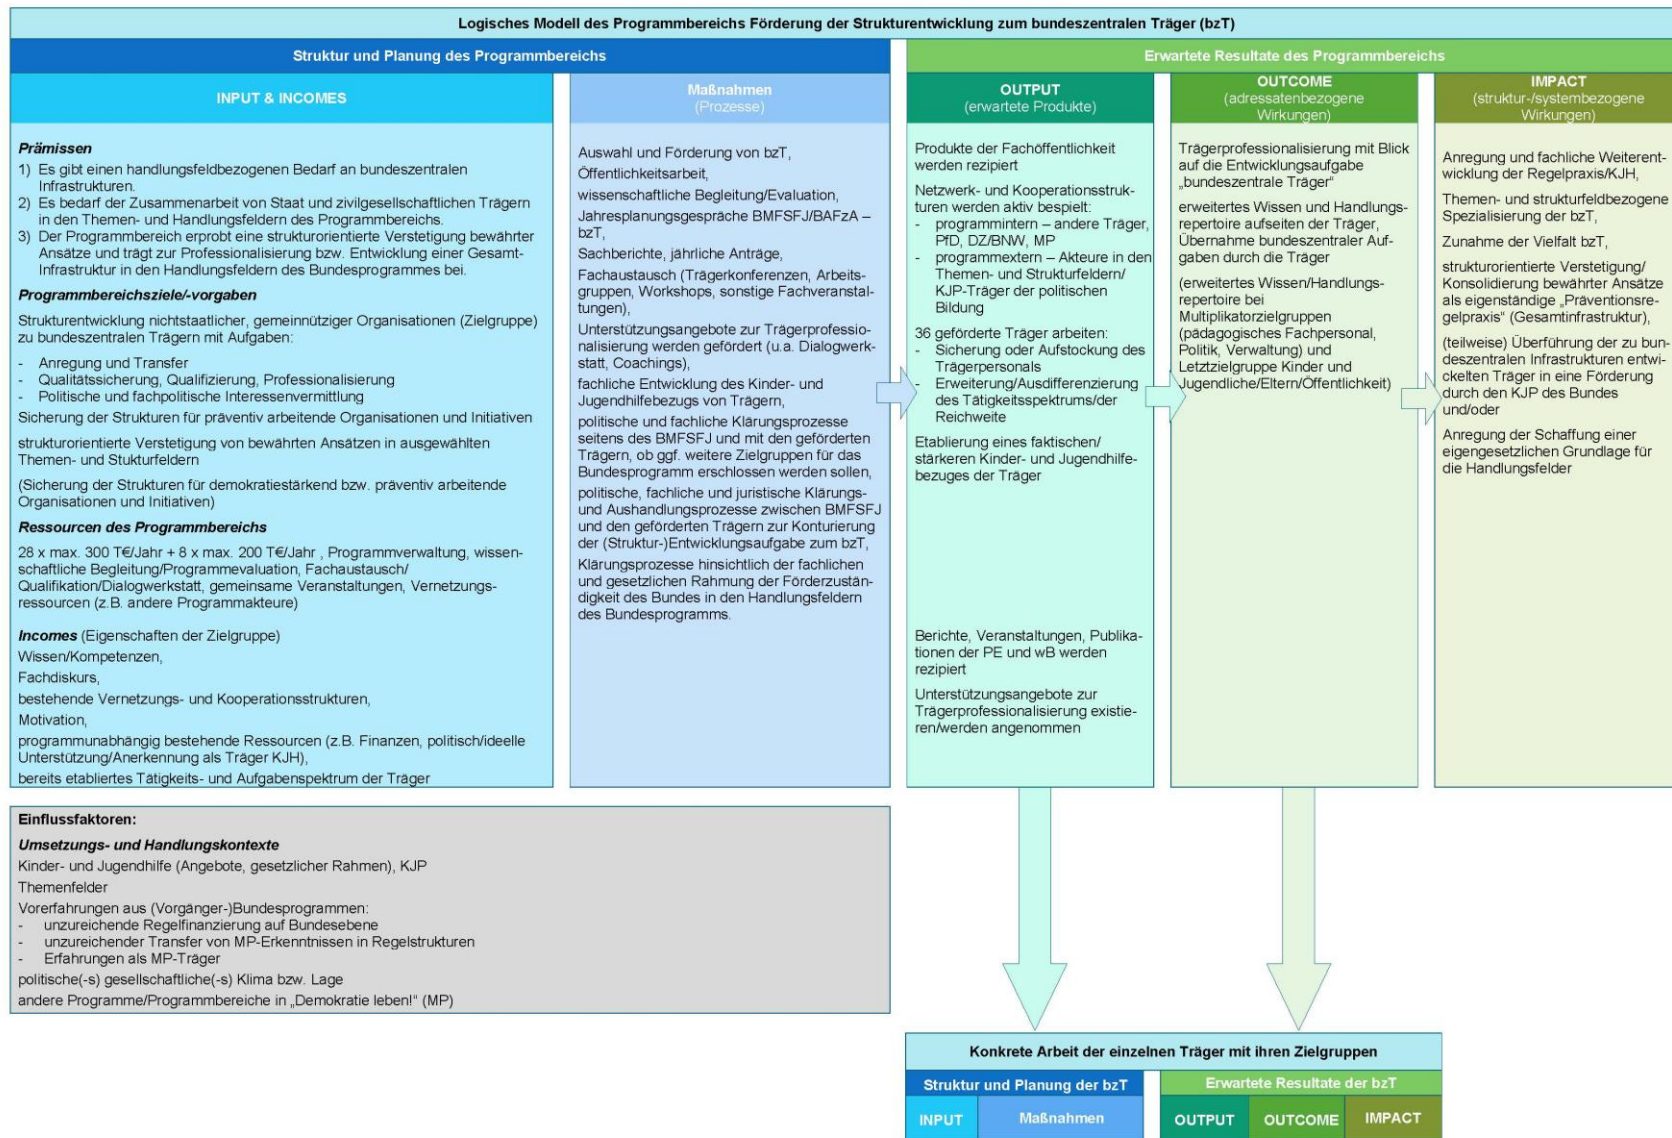 Logisches Modell des Programmbereichs Förderung der Strukturentwicklung zum bundeszentralen Träger (bzT)
Struktur und Planung des Programmbereichs
Erwartete Resultate des Programmbereichs
INPUT & INCOMES
Prämissen
1) Es gibt einen handlungsfeldbezogenen Bedarf an bundeszentralen
Infrastrukturen.
2) Es bedarf der Zusammenarbeit von Staat und zivilgesellschaftlichen Trägern
in den Themen- und Handlungsfeldern des Programmbereichs.
3) Der Programmbereich erprobt eine strukturorientierte Verstetigung bewährter
Ansätze und trägt zur Professionalisierung bzw. Entwicklung einer Gesamt-
Infrastruktur in den Handlungsfeldern des Bundesprogrammes bei.
Programmbereichsziele/-vorgaben
Strukturentwicklung nichtstaatlicher, gemeinnütziger Organisationen (Zielgruppe)
zu bundeszentralen Trägern mit Aufgaben:
- Anregung und Transfer
- Qualitätssicherung, Qualifizierung, Professionalisierung
- Politische und fachpolitische Interessenvermittlung
Sicherung der Strukturen für präventiv arbeitende Organisationen und Initiativen
strukturorientierte Verstetigung von bewährten Ansätzen in ausgewählten
Themen- und Stukturfeldern
(Sicherung der Strukturen für demokratiestärkend bzw. präventiv arbeitende
Organisationen und Initiativen)
Ressourcen des Programmbereichs
28 x max. 300 T€/Jahr + 8 x max. 200 T€/Jahr , Programmverwaltung, wissen-
schaftliche Begleitung/Programmevaluation, Fachaustausch/
Qualifikation/Dialogwerkstatt, gemeinsame Veranstaltungen, Vernetzungs-
ressourcen (z.B. andere Programmakteure)
Incomes (Eigenschaften der Zielgruppe)
Wissen/Kompetenzen,
Fachdiskurs,
bestehende Vernetzungs- und Kooperationsstrukturen,
Motivation,
programmunabhängig bestehende Ressourcen (z.B. Finanzen, politisch/ideelle
Unterstützung/Anerkennung als Träger KJH),
bereits etabliertes Tätigkeits- und Aufgabenspektrum der Träger
Maßnahmen
(Prozesse)
Auswahl und Förderung von bzT,
Öffentlichkeitsarbeit,
wissenschaftliche Begleitung/Evaluation,
Jahresplanungsgespräche BMFSFJ/BAFzA –
bzT,
Sachberichte, jährliche Anträge,
Fachaustausch (Trägerkonferenzen, Arbeits-
gruppen, Workshops, sonstige Fachveranstal-
tungen),
Unterstützungsangebote zur Trägerprofessio-
nalisierung werden gefördert (u.a. Dialogwerk-
statt, Coachings),
fachliche Entwicklung des Kinder- und
Jugendhilfebezugs von Trägern,
politische und fachliche Klärungsprozesse
seitens des BMFSFJ und mit den geförderten
Trägern, ob ggf. weitere Zielgruppen für das
Bundesprogramm erschlossen werden sollen,
politische, fachliche und juristische Klärungs-
und Aushandlungsprozesse zwischen BMFSFJ
und den geförderten Trägern zur Konturierung
der (Struktur-)Entwicklungsaufgabe zum bzT,
Klärungsprozesse hinsichtlich der fachlichen
und gesetzlichen Rahmung der Förderzustän-
digkeit des Bundes in den Handlungsfeldern
des Bundesprogramms.
OUTPUT
(erwartete Produkte)
Produkte der Fachöffentlichkeit
werden rezipiert
Netzwerk- und Kooperationsstruk-
turen werden aktiv bespielt:
- programmintern – andere Träger,
PfD, DZ/BNW, MP
- programmextern – Akteure in den
Themen- und Strukturfeldern/
KJP-Träger der politischen
Bildung
36 geförderte Träger arbeiten:
- Sicherung oder Aufstockung des
Trägerpersonals
- Erweiterung/Ausdifferenzierung
des Tätigkeitsspektrums/der
Reichweite
Etablierung eines faktischen/
stärkeren Kinder- und Jugendhilfe-
bezuges der Träger
Berichte, Veranstaltungen, Publika-
tionen der PE und wB werden
rezipiert
Unterstützungsangebote zur
Trägerprofessionalisierung existie-
ren/werden angenommen
OUTCOME
(adressatenbezogene
Wirkungen)
Trägerprofessionalisierung mit Blick
auf die Entwicklungsaufgabe
„bundeszentrale Träger“
erweitertes Wissen und Handlungs-
repertoire aufseiten der Träger,
Übernahme bundeszentraler Auf-
gaben durch die Träger
(erweitertes Wissen/Handlungs-
repertoire bei
Multiplikatorzielgruppen
(pädagogisches Fachpersonal,
Politik, Verwaltung) und
Letztzielgruppe Kinder und
Jugendliche/Eltern/Öffentlichkeit)
IMPACT
(struktur-/systembezogene
Wirkungen)
Anregung und fachliche Weiterent-
wicklung der Regelpraxis/KJH,
Themen- und strukturfeldbezogene
Spezialisierung der bzT,
Zunahme der Vielfalt bzT,
strukturorientierte Verstetigung/
Konsolidierung bewährter Ansätze
als eigenständige „Präventionsre-
gelpraxis“ (Gesamtinfrastruktur),
(teilweise) Überführung der zu bun-
deszentralen Infrastrukturen entwi-
ckelten Träger in eine Förderung
durch den KJP des Bundes
und/oder
Anregung der Schaffung einer
eigengesetzlichen Grundlage für
die Handlungsfelder
Einflussfaktoren:
Umsetzungs- und Handlungskontexte
Kinder- und Jugendhilfe (Angebote, gesetzlicher Rahmen), KJP
Themenfelder
Vorerfahrungen aus (Vorgänger-)Bundesprogrammen:
- unzureichende Regelfinanzierung auf Bundesebene
- unzureichender Transfer von MP-Erkenntnissen in Regelstrukturen
- Erfahrungen als MP-Träger
politische(-s) gesellschaftliche(-s) Klima bzw. Lage
andere Programme/Programmbereiche in „Demokratie leben!“ (MP)
Konkrete Arbeit der einzelnen Träger mit ihren Zielgruppen
Struktur und Planung der bzT
Erwartete Resultate der bzT
INPUT
Maßnahmen
OUTPUT
OUTCOME
IMPACT